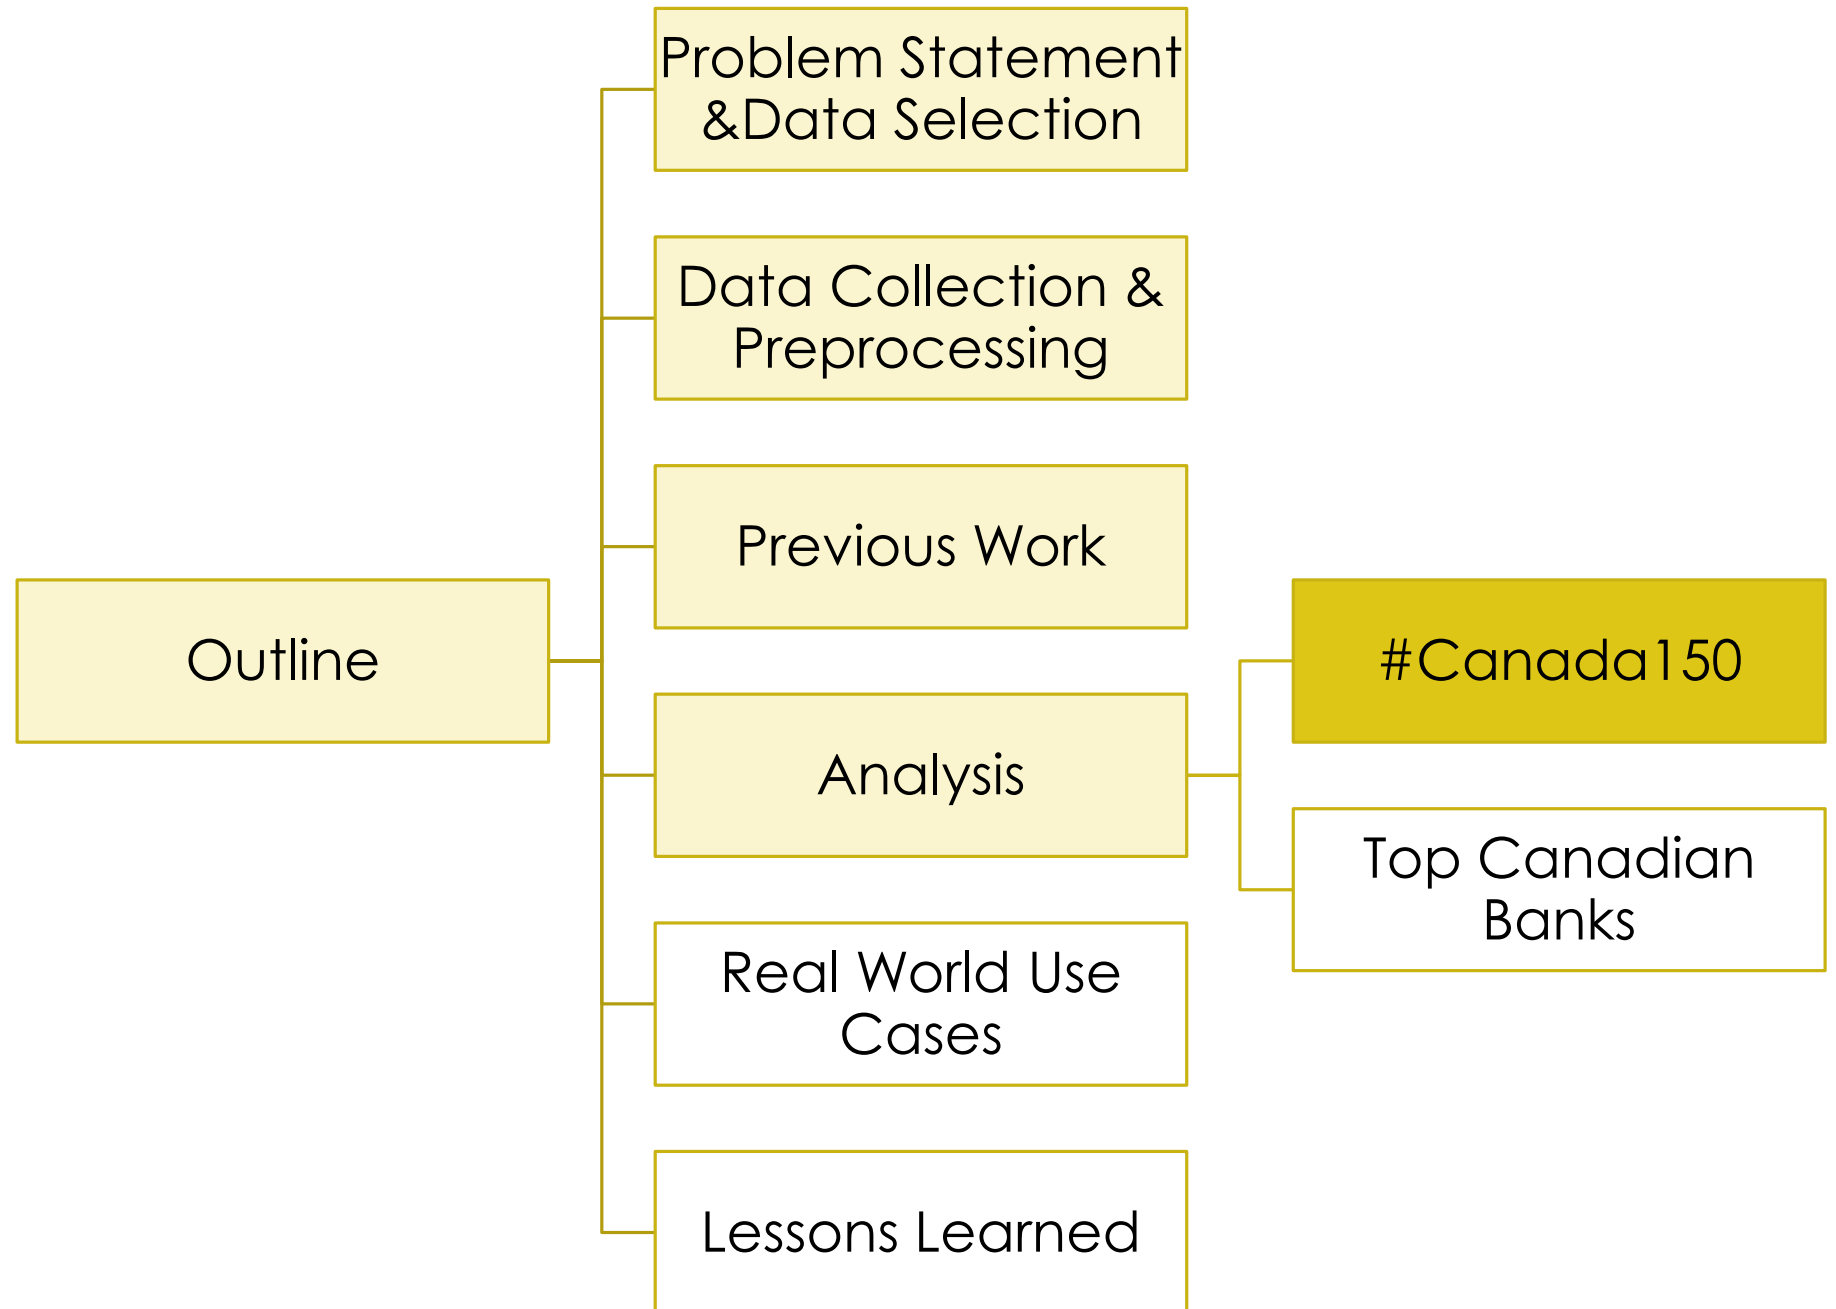 Problem Statement
&Data Selection
Data Collection &
Preprocessing
Previous Work
Outline
#Canada150
Analysis
Top Canadian
Banks
Real World Use
Cases
Lessons Learned